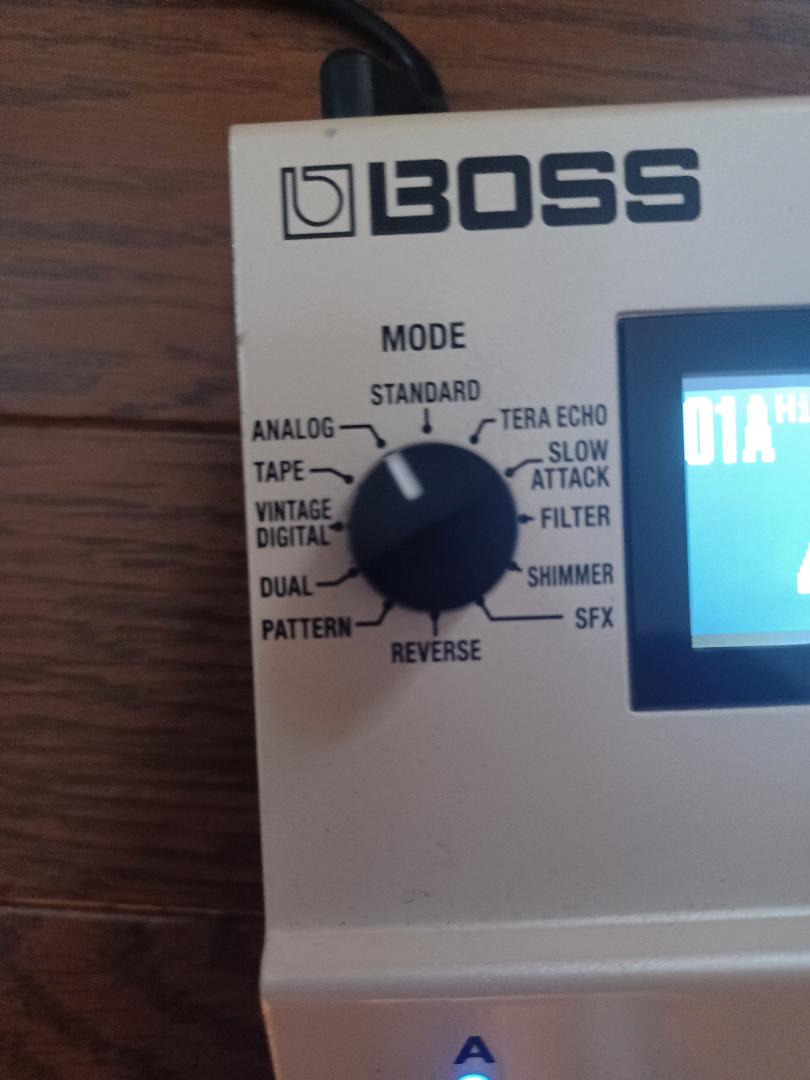 BOSS
MODE
STANDARD
ANALOG
TERA ECHO
TAPE
SLOW
ATTACK
VINTAGE
DIGITAL
FILTER
DUAL
SHIMMER
PATTERN
SFX
REVERSE
01A
A